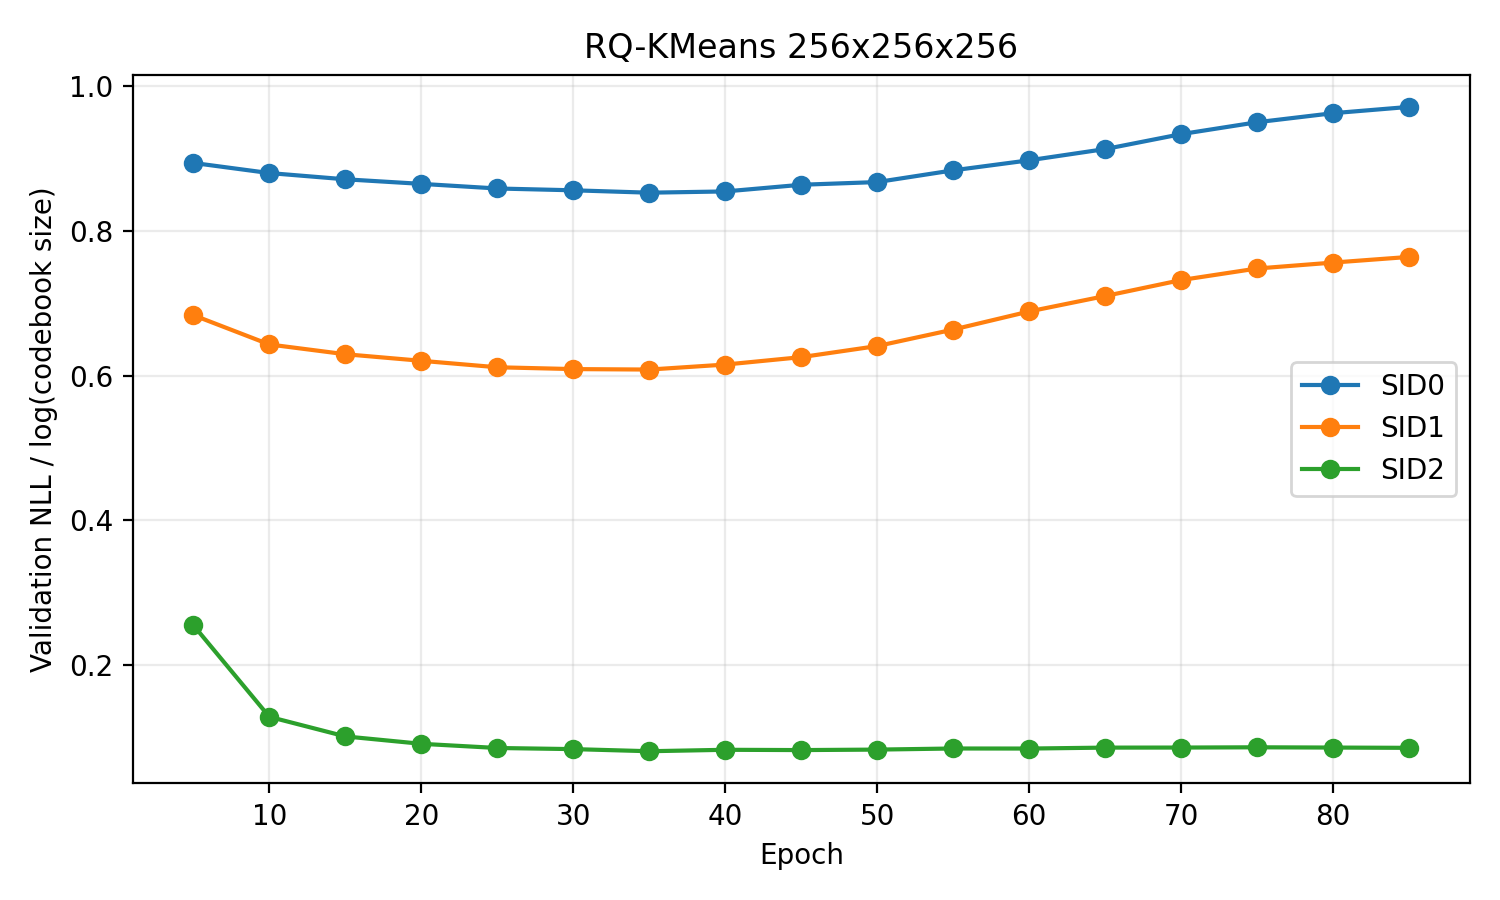 RQ-KMeans 256x256x256
Validation NLL / log(codebook size)
1.0
0.8
0.6
0.4
0.2
SID0
SID1
SID2
10 20 30 40 50 60 70 80
Epoch